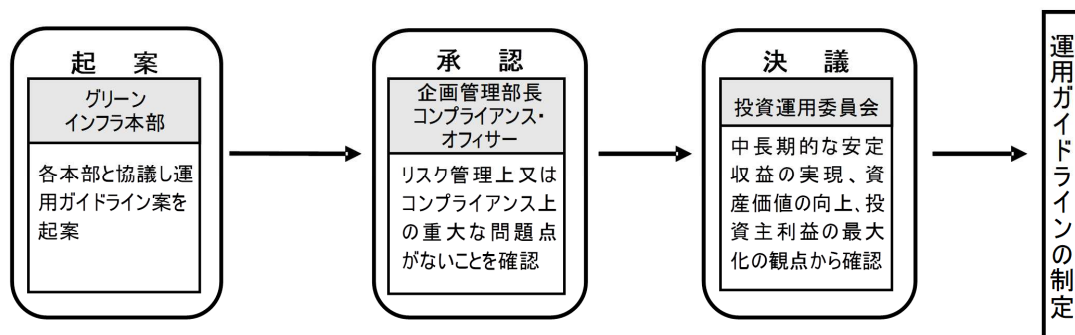 起 案
グリーン
インフラ本部
各本部と協議し運
用ガイドライン案を
起案
承 認
企画管理部長
コンプライアンス・
オフィサー
リスク管理上又は
コンプライアンス上
の重大な問題点
がないことを確認
決 議
投資運用委員会
中長期的な安定
収益の実現、資
産価値の向上、投
資主利益の最大
化の観点から確認
運用ガイドラインの制定